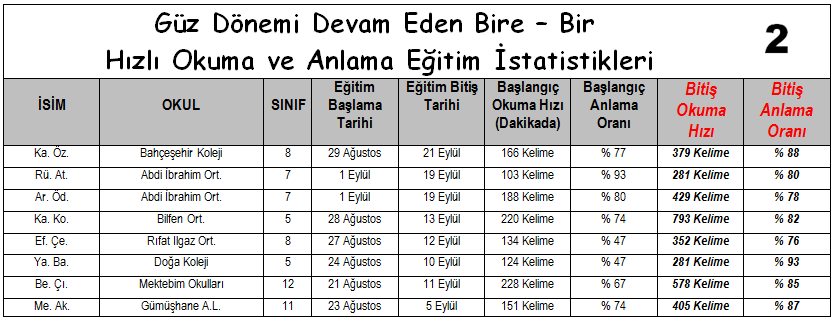 Güz Dönemi Devam Eden Bire – Bir
Hızlı Okuma ve Anlama Eğitim İstatistikleri
2
İSİM OKUL SINIF Eğitim Başlama Tarihi Eğitim Bitiş Tarihi Başlangıç Okuma Hızı (Dakikada) Başlangıç Anlama Oranı Bitiş Okuma Hızı Bitiş Anlama Oranı
Ka. Öz. Bahçeşehir Koleji 8 29 Ağustos 21 Eylül 166 Kelime % 77 379 Kelime % 88
Rü. At. Abdi İbrahim Ort. 7 1 Eylül 19 Eylül 103 Kelime % 93 281 Kelime % 80
Ar. Öd. Abdi İbrahim Ort. 7 1 Eylül 19 Eylül 188 Kelime % 80 429 Kelime % 78
Ka. Ko. Bilfen Ort. 5 28 Ağustos 13 Eylül 220 Kelime % 74 793 Kelime % 82
Ef. Çe. Rıfat Ilgaz Ort. 8 27 Ağustos 12 Eylül 134 Kelime % 47 352 Kelime % 76
Ya. Ba. Doğa Koleji 5 24 Ağustos 10 Eylül 124 Kelime % 47 281 Kelime % 93
Be. Çı. Mektebim Okulları 12 21 Ağustos 11 Eylül 228 Kelime % 67 578 Kelime % 85
Me. Ak. Gümüşhane A.L. 11 23 Ağustos 5 Eylül 151 Kelime % 74 405 Kelime % 87